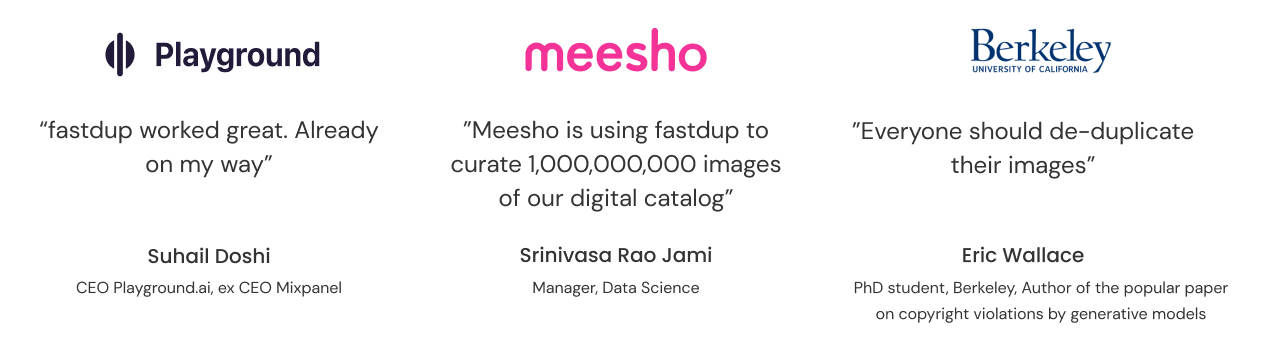 Playground
“fastdup worked great. Already
on my way”
Suhail Doshi
CEO Playground.ai, ex CEO Mixpanel
meesho
”Meesho is using fastdup to
curate 1,000,000,000 images
of our digital catalog”
Srinivasa Rao Jami
Manager, Data Science
Berkeley
UNIVERSITY OF CALIFORNIA
”Everyone should de-duplicate
their images”
Eric Wallace
PhD student, Berkeley, Author of the popular paper
on copyright violations by generative models